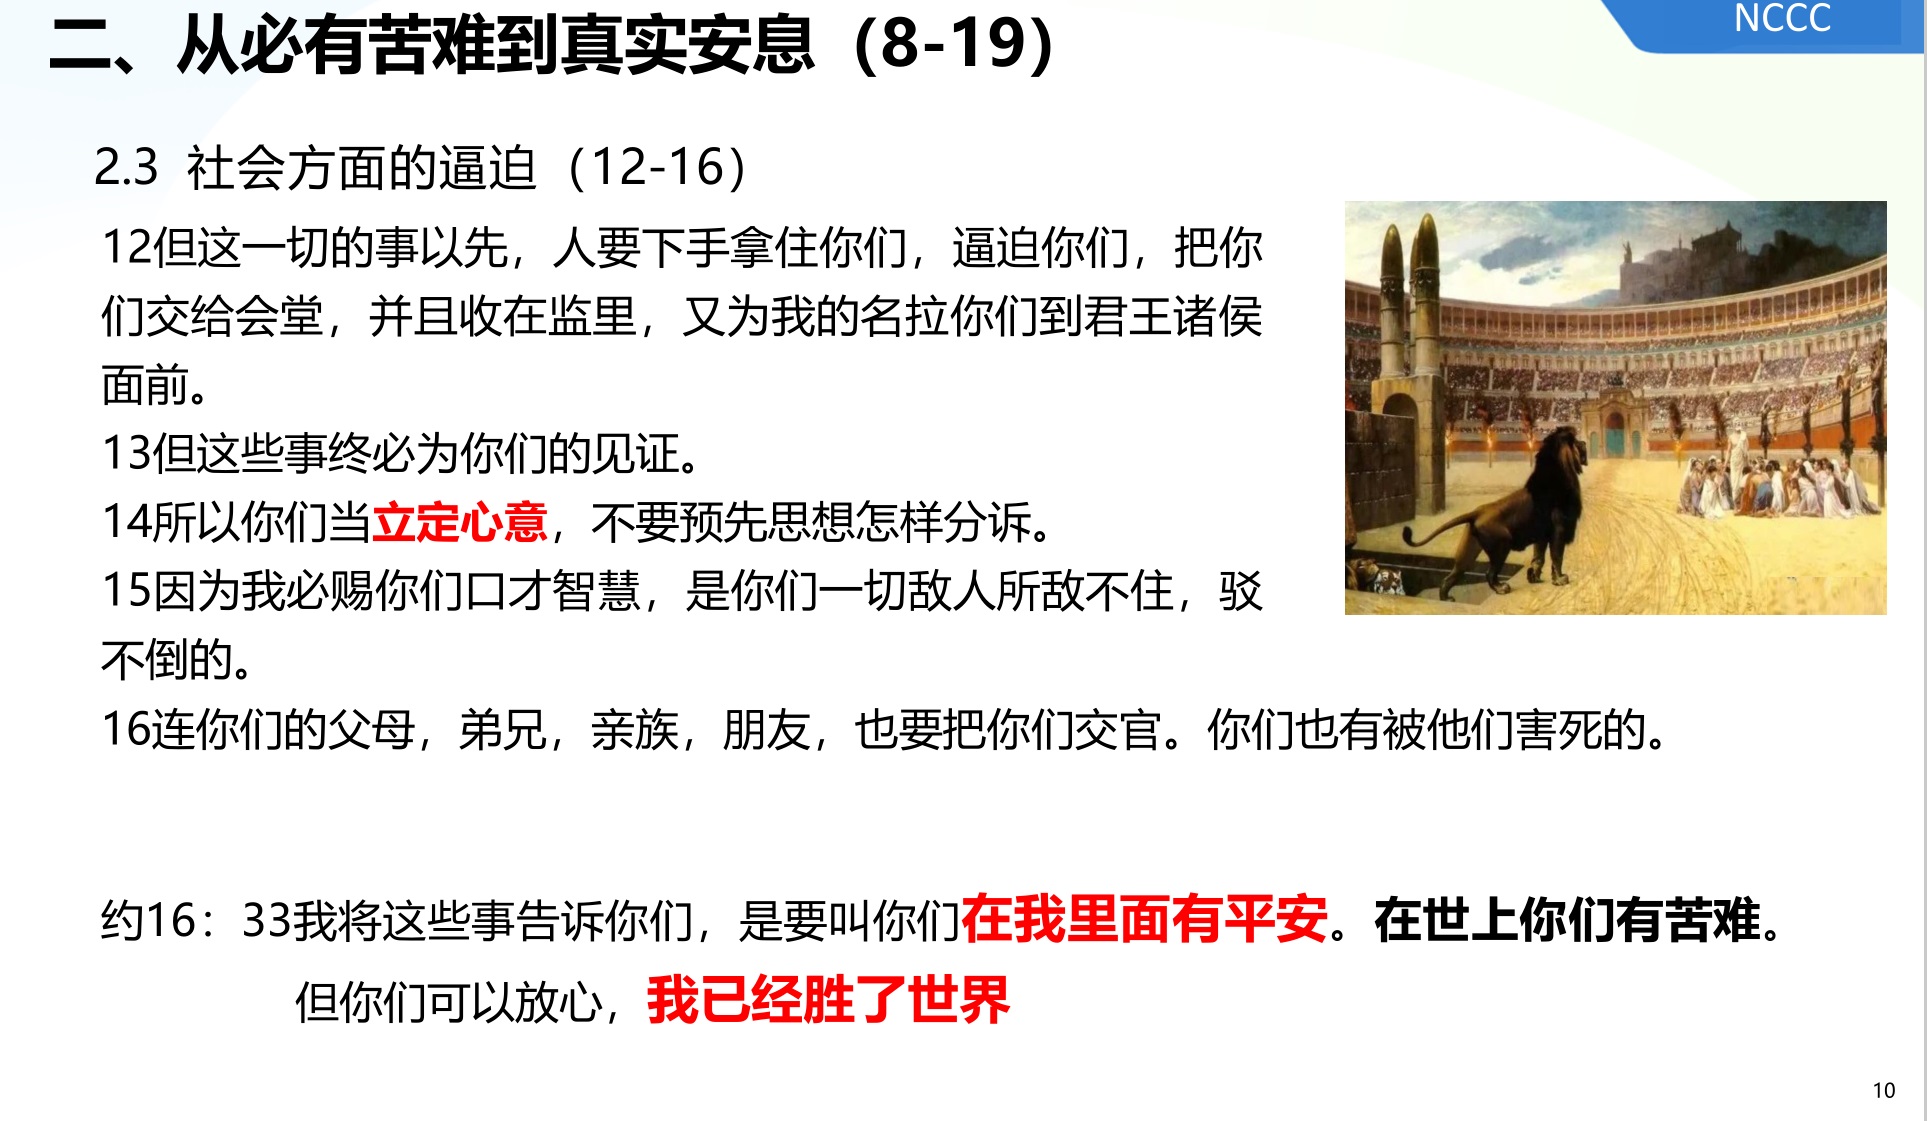 NCCC
二、从必有苦难到真实安息（8-19）
2.3 社会方面的逼迫（12-16）
12但这一切的事以先，人要下手拿住你们，逼迫你们，把你
们交给会堂，并且收在监里，又为我的名拉你们到君王诸侯
面前。
13但这些事终必为你们的见证。
14所以你们当立定心意，不要预先思想怎样分诉。
15因为我必赐你们口才智慧，是你们一切敌人所敌不住，驳
不倒的。
16连你们的父母，弟兄，亲族，朋友，也要把你们交官。你们也有被他们害死的。
约16：33我将这些事告诉你们，是要叫你们在我里面有平安。在世上你们有苦难。
但你们可以放心，我已经胜了世界
10